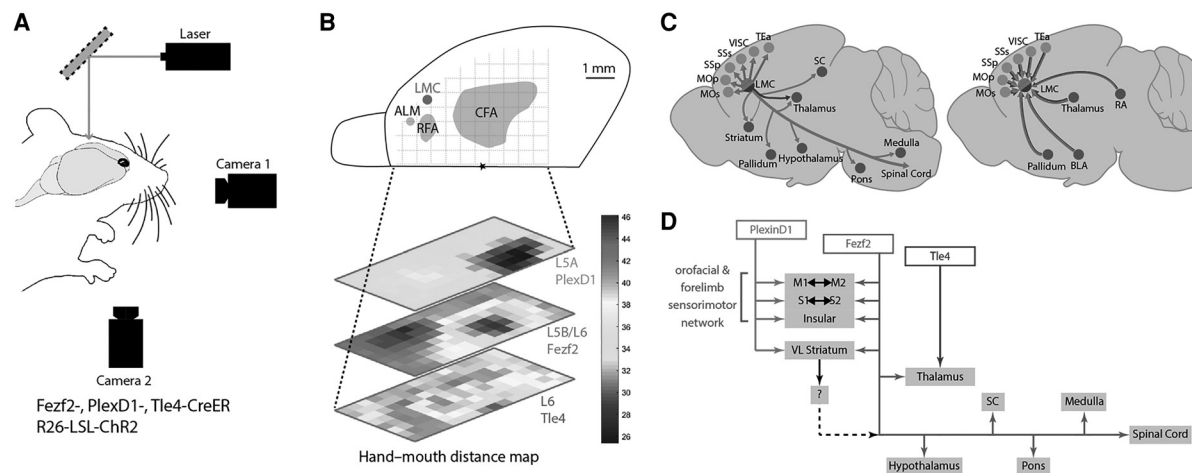 A
Laser
Camera 1
Camera 2
Fezf2-, PlexD1-, Tle4-CreER
R26-LSL-ChR2
B
1 mm
LMC
ALM
RFA
CFA
L5A
PlexD1
L5B/L6
Fezf2
L6
Tle4
46
44
42
40
38
36
34
32
30
28
26
Hand–mouth distance map
C
TEa
VISC
SSs
SSp
MOp
MOs
LMC
SC
Thalamus
Striatum
Pallidum
Hypothalamus
Pons
Medulla
Spinal Cord
TEa
VISC
SSs
SSp
MOp
MOs
LMC
Thalamus
RA
Pallidum
BLA
D
PlexinD1
Fezf2
Tle4
orofacial &
forelimb
sensorimotor
network
M1 M2
S1 S2
Insular
VL Striatum
Thalamus
?
SC
Medulla
Spinal Cord
Hypothalamus
Pons